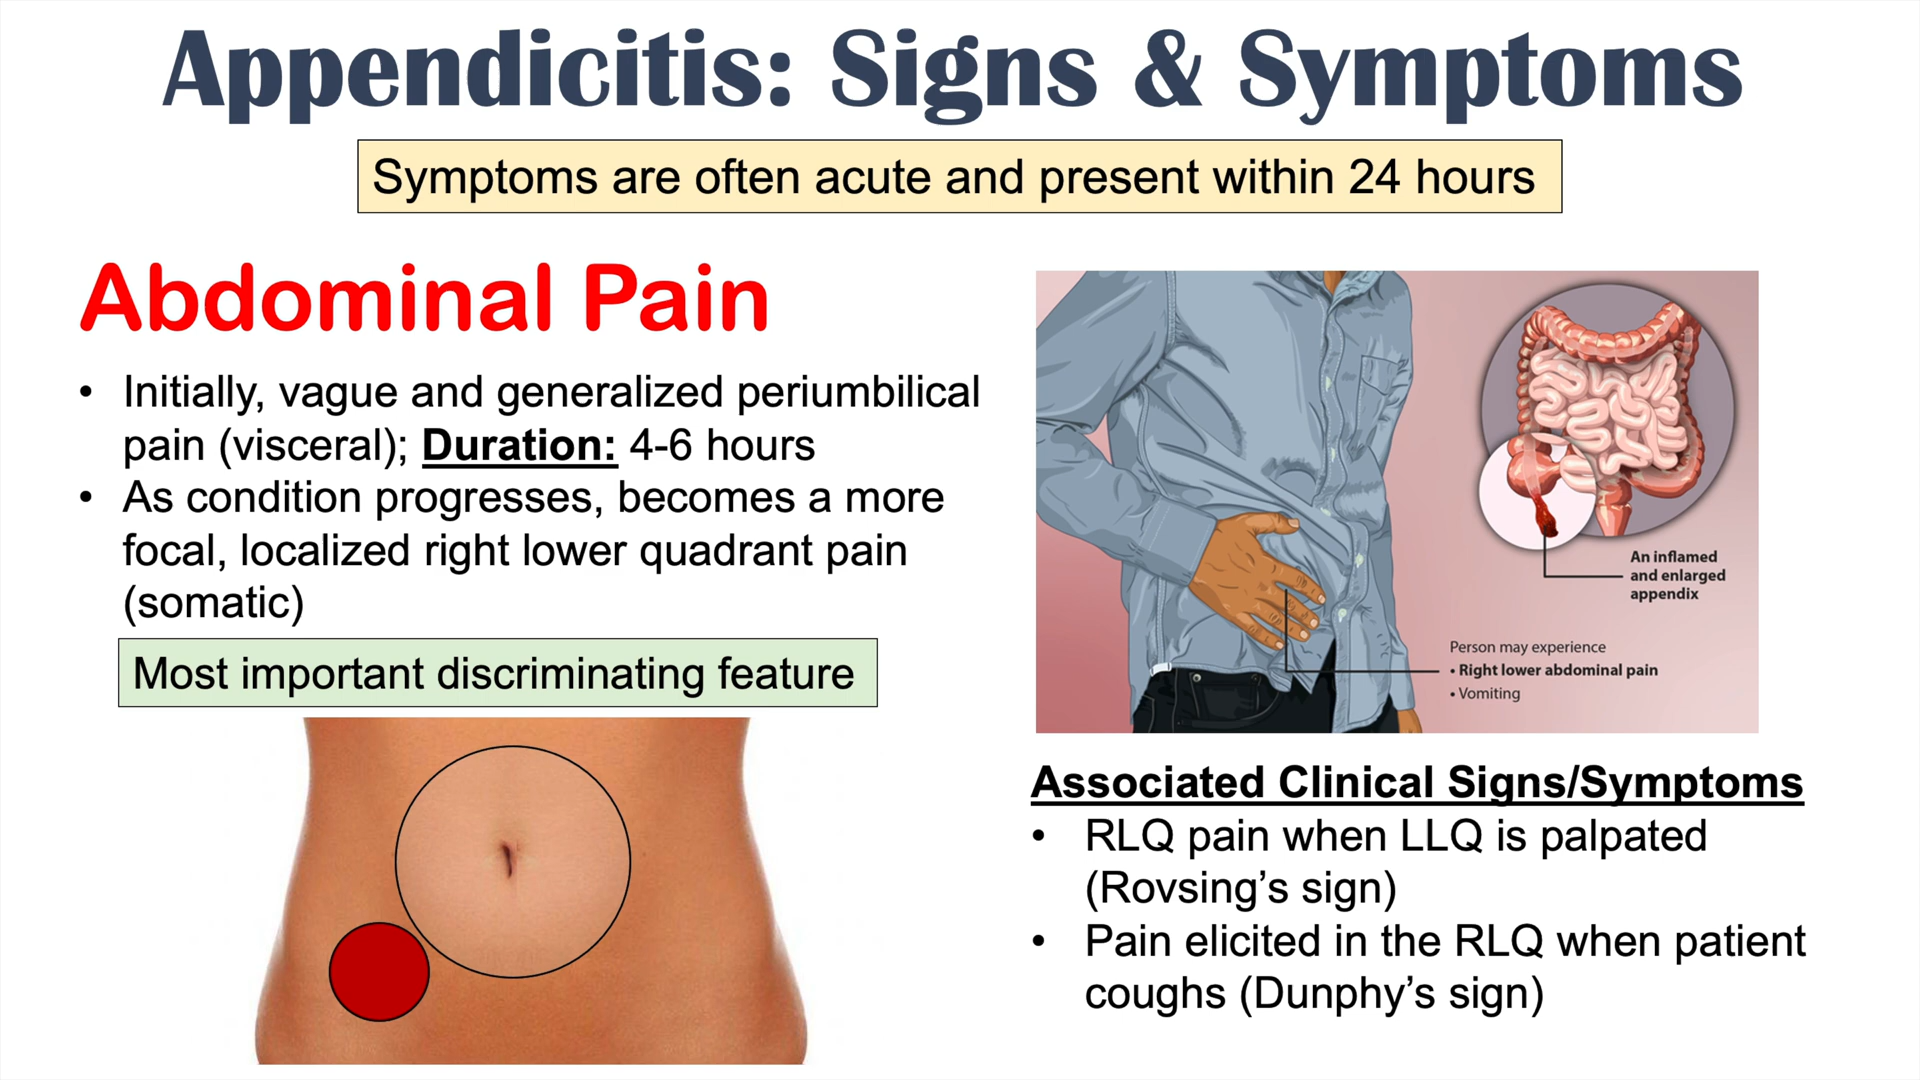 Appendicitis: Signs & Symptoms
Symptoms are often acute and present within 24 hours
Abdominal Pain
• Initially, vague and generalized periumbilical
pain (visceral); Duration: 4-6 hours
• As condition progresses, becomes a more
focal, localized right lower quadrant pain
(somatic)
Most important discriminating feature
An inflamed
and enlarged
appendix
Person may experience
• Right lower abdominal pain
• Vomiting
Associated Clinical Signs/Symptoms
• RLQ pain when LLQ is palpated
(Rovsing’s sign)
• Pain elicited in the RLQ when patient
coughs (Dunphy’s sign)